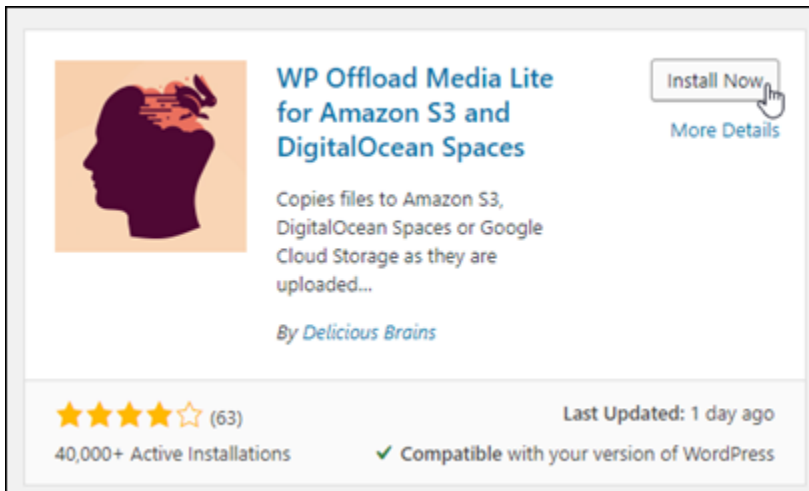 WP Offload Media Lite
for Amazon S3 and
DigitalOcean Spaces
Install Now
More Details
Copies files to Amazon S3,
DigitalOcean Spaces or Google
Cloud Storage as they are
uploaded...
By Delicious Brains
(63)
Last Updated: 1 day ago
40,000+ Active Installations
Compatible with your version of WordPress